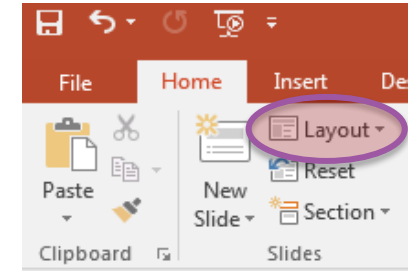 File Home Insert De
Layout
Reset
Paste New
Slide Section
Clipboard Slides